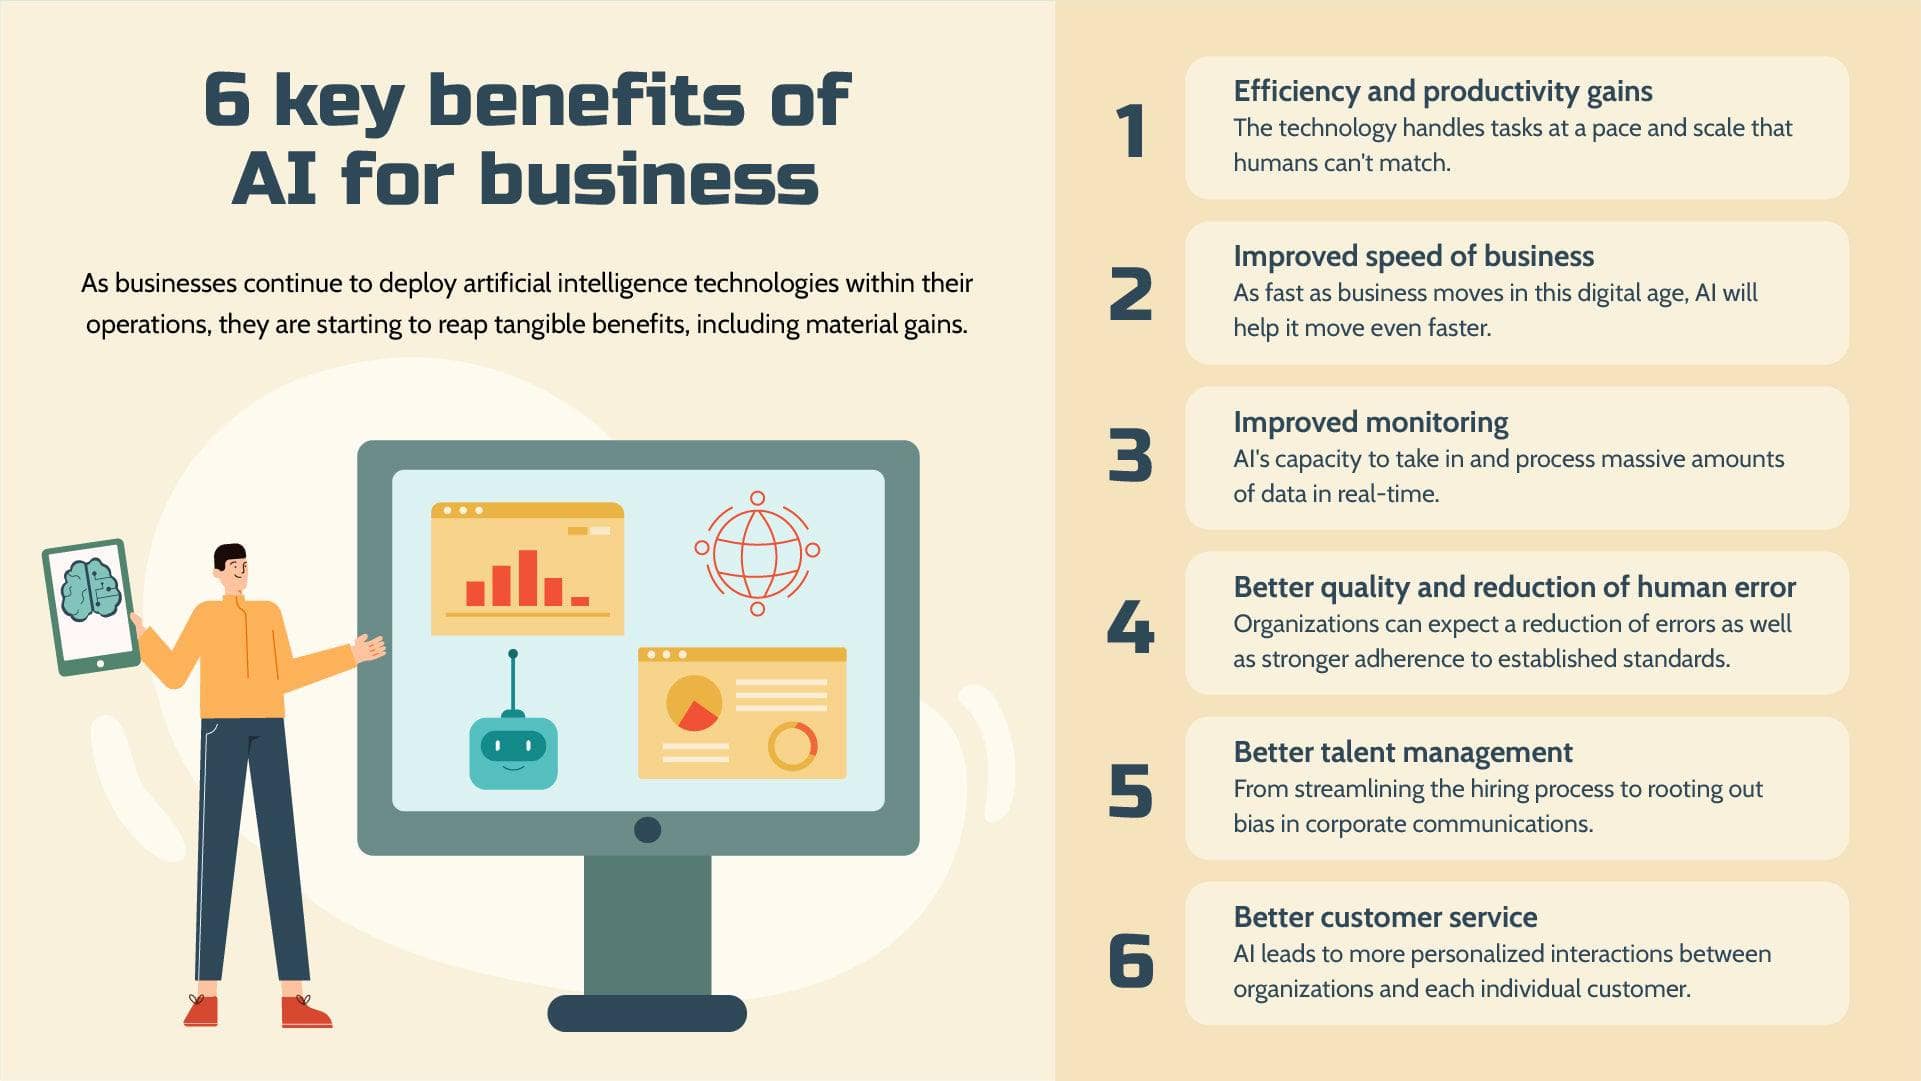 6 key benefits of
AI for business
As businesses continue to deploy artificial intelligence technologies within their
operations, they are starting to reap tangible benefits, including material gains.
1
Efficiency and productivity gains
The technology handles tasks at a pace and scale that
humans can't match.
2
Improved speed of business
As fast as business moves in this digital age, AI will
help it move even faster.
3
Improved monitoring
AI's capacity to take in and process massive amounts
of data in real-time.
4
Better quality and reduction of human error
Organizations can expect a reduction of errors as well
as stronger adherence to established standards.
5
Better talent management
From streamlining the hiring process to rooting out
bias in corporate communications.
6
Better customer service
AI leads to more personalized interactions between
organizations and each individual customer.